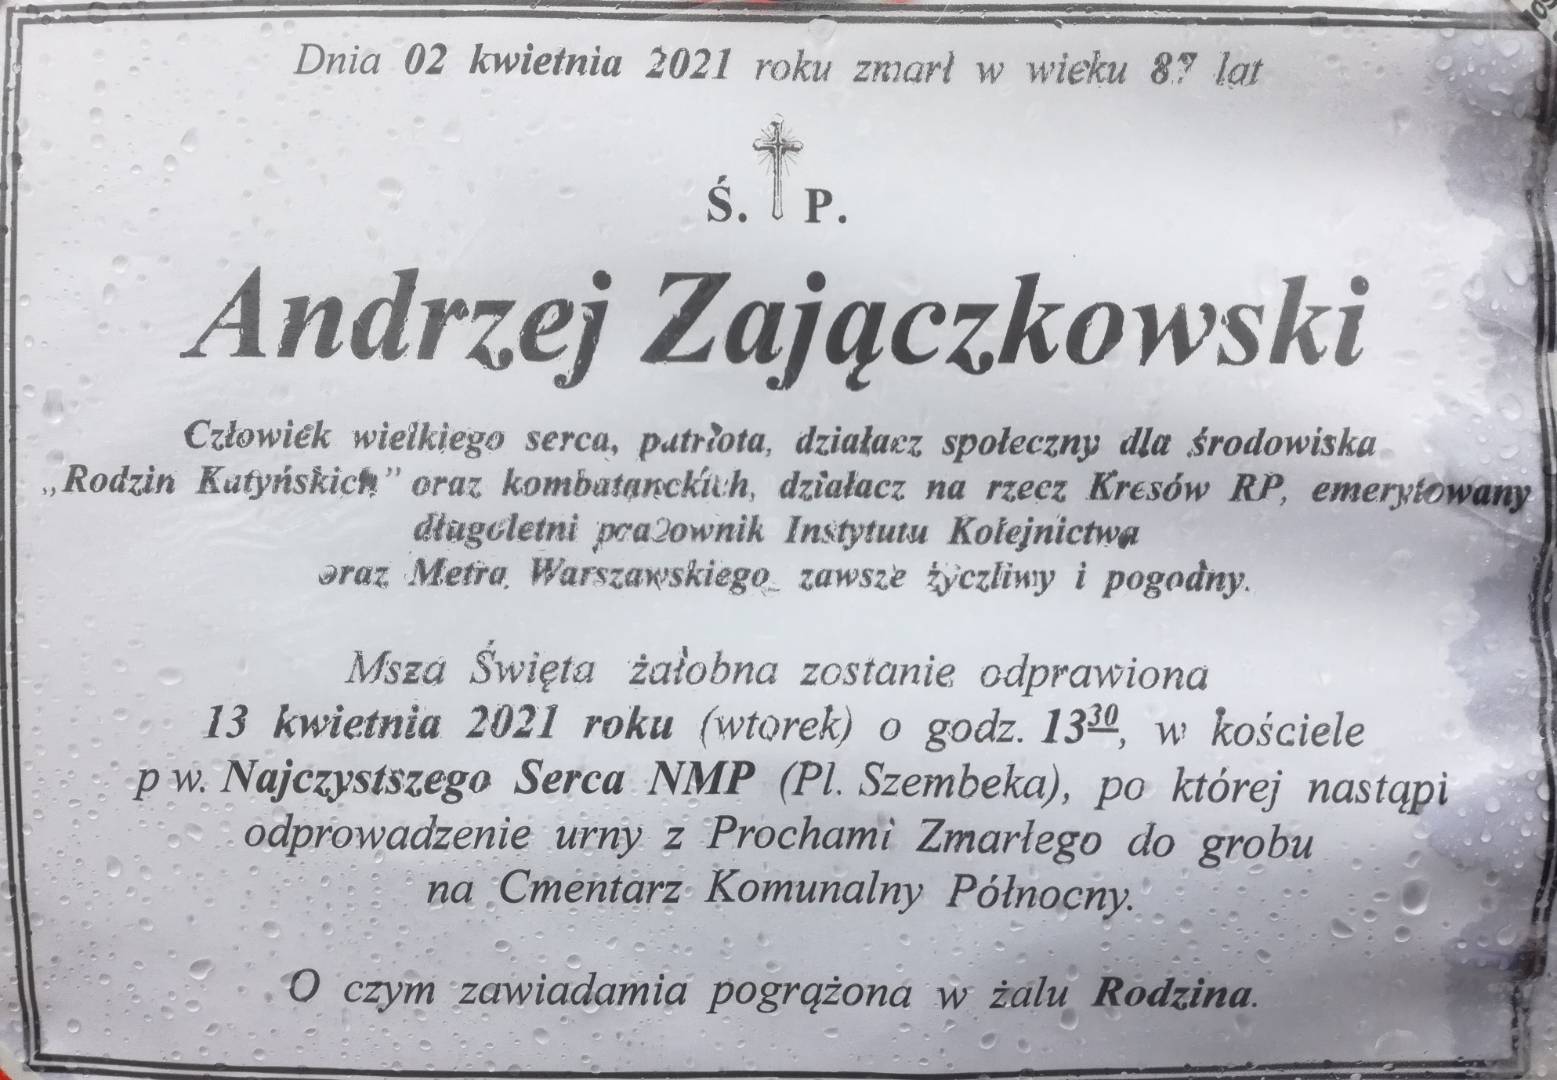 Dnia 02 kwietnia 2021 roku zmarł w wieku 87 lat
Ś. P.
Andrzej Zajączkowski
Człowiek wielkiego serca, patriota, działacz społeczny dla środowiska
„Rodzin Katyńskich” oraz kombatanckich, działacz na rzecz Kresów RP, emerytowany
długoletni pracownik Instytutu Kolejnictwa
oraz Metra Warszawskiego, zawsze życzliwy i pogodny.
Msza Święta żałobna zostanie odprawiona
13 kwietnia 2021 roku (wtorek) o godz. 13³⁰, w kościele
p w. Najczystszego Serca NMP (Pl. Szembeka), po której nastąpi
odprowadzenie urny z Prochami Zmarłego do grobu
na Cmentarz Komunalny Północny.
O czym zawiadamia pogrążona w żalu Rodzina.